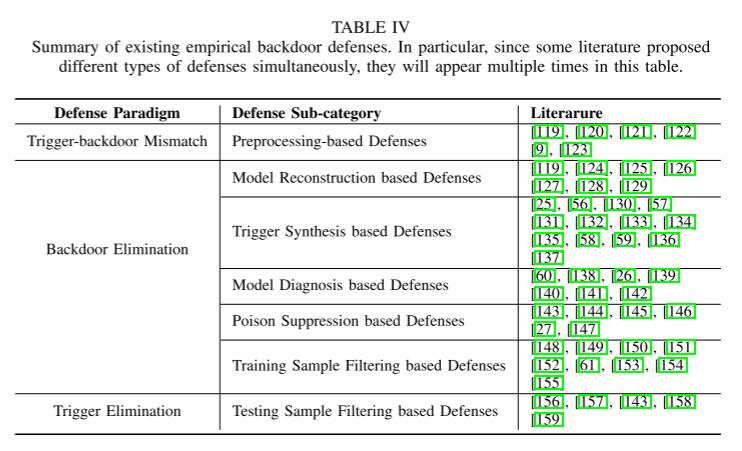 TABLE IV
Summary of existing empirical backdoor defenses. In particular, since some literature proposed
different types of defenses simultaneously, they will appear multiple times in this table.
Defense Paradigm Defense Sub-category Literarure
Trigger-backdoor Mismatch Preprocessing-based Defenses [119], [120], [121], [122]
[9], [123]
Backdoor Elimination Model Reconstruction based Defenses [119], [124], [125], [126]
[127], [128], [129]
Trigger Synthesis based Defenses [25], [56], [130], [57]
[131], [132], [133], [134]
[135], [58], [59], [136]
[137]
Model Diagnosis based Defenses [60], [138], [26], [139]
[140], [141], [142]
Poison Suppression based Defenses [143], [144], [145], [146]
[27], [147]
Training Sample Filtering based Defenses [148], [149], [150], [151]
[152], [61], [153], [154]
[155]
Trigger Elimination Testing Sample Filtering based Defenses [156], [157], [143], [158]
[159]